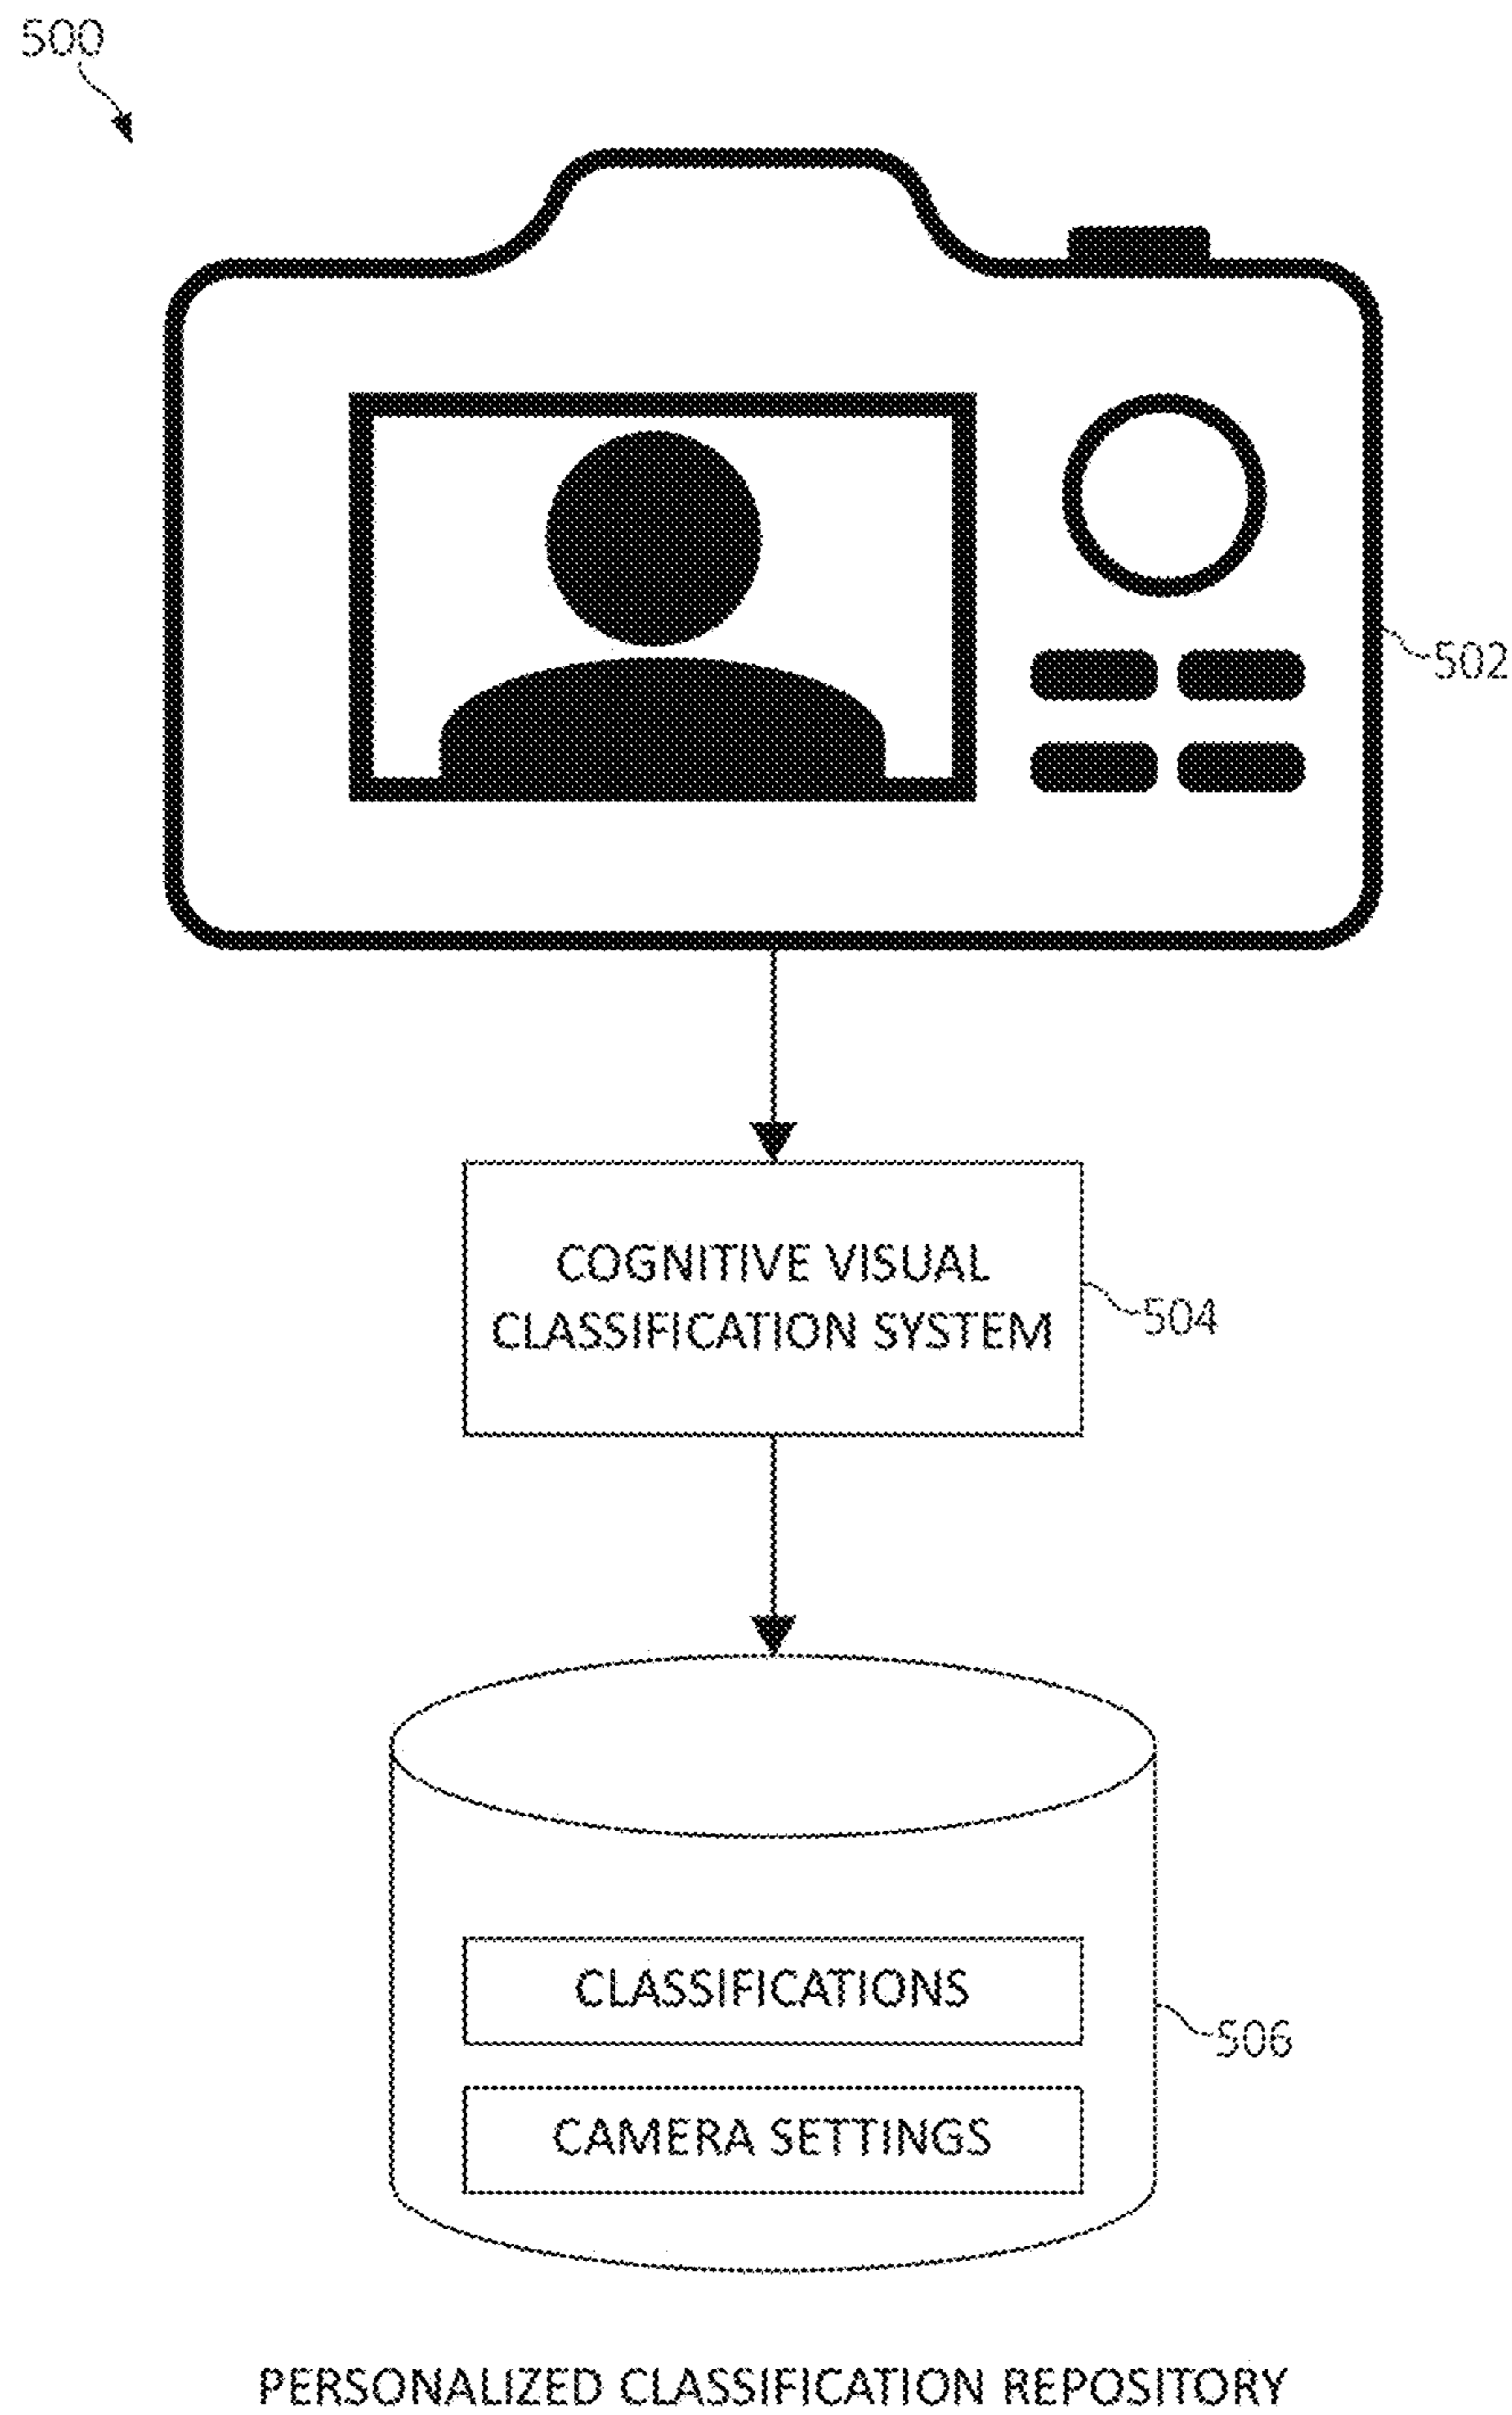 500
502
COGNITIVE VISUAL
CLASSIFICATION SYSTEM
504
CLASSIFICATIONS
506
CAMERA SETTINGS
PERSONALIZED CLASSIFICATION REPOSITORY